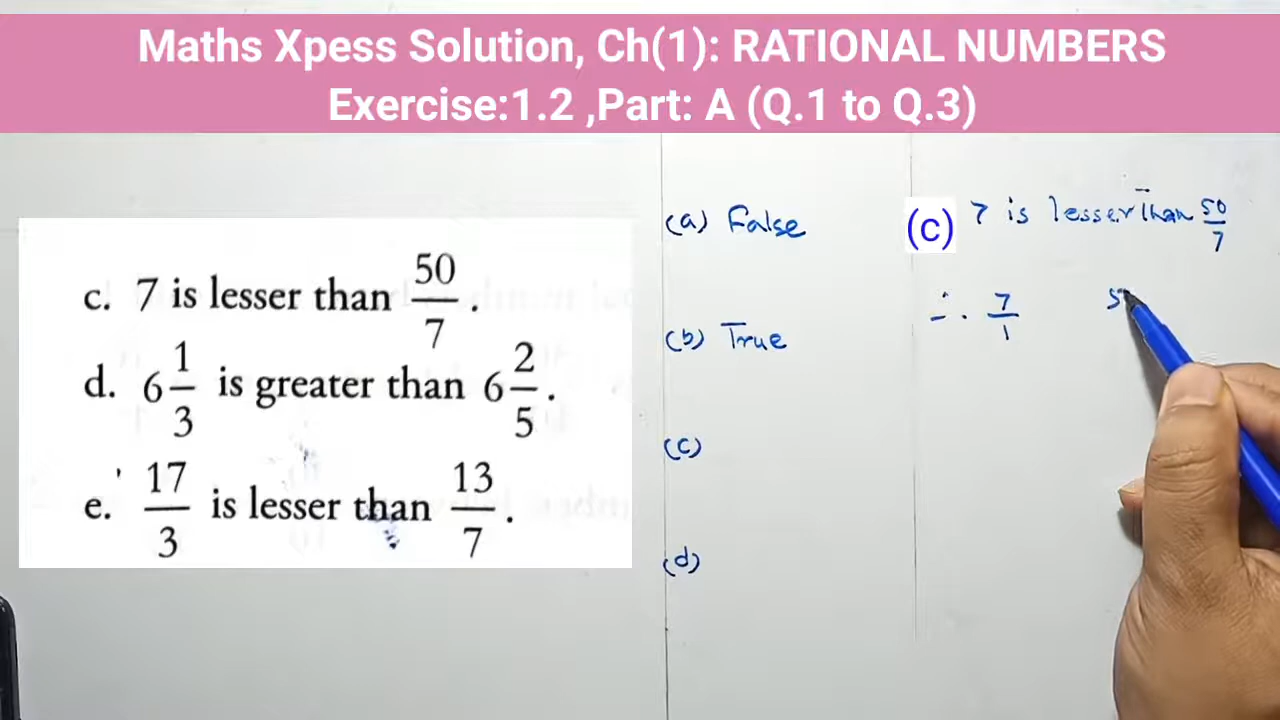 Maths Xpess Solution, Ch(1): RATIONAL NUMBERS
Exercise:1.2 ,Part: A (Q.1 to Q.3)
c. 7 is lesser than 50/7 .
d. 6 1/3 is greater than 6 2/5 .
e. 17/3 is lesser than 13/7 .
(a) False
(b) True
(c)
(d)
(c) 7 is lesser than 50/7
∴ 7/1 5